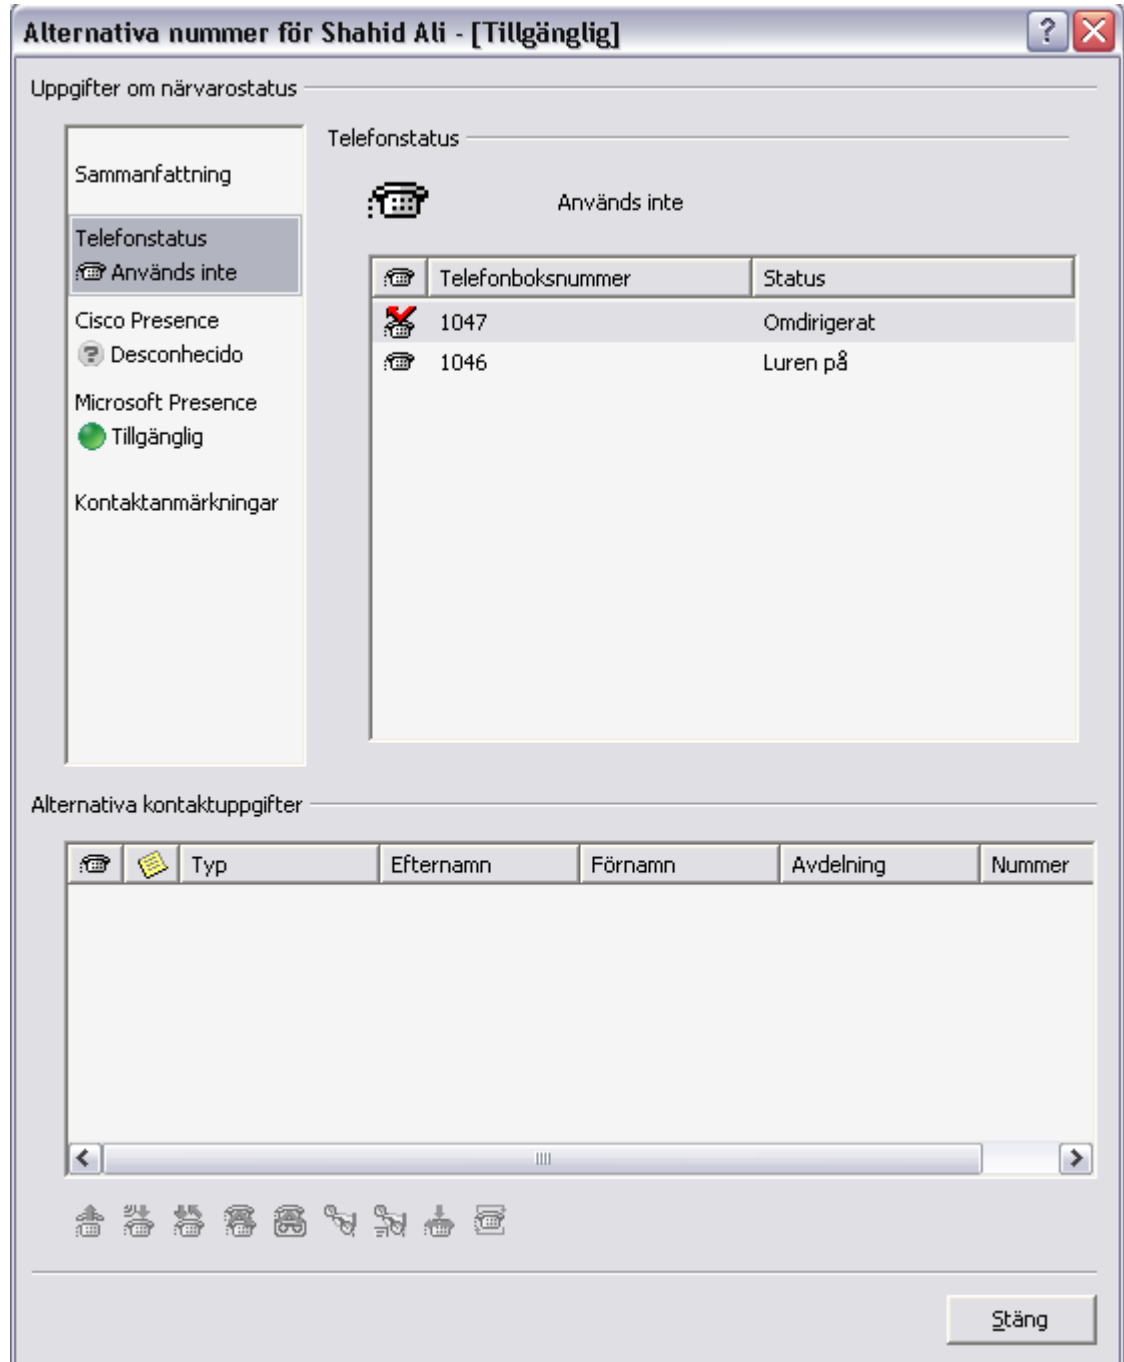 Alternativa nummer för Shahid Ali - [Tillgänglig]
Uppgifter om närvarostatus
Sammanfattning
Telefonstatus
Används inte
Cisco Presence
Desconhecido
Microsoft Presence
Tillgänglig
Kontaktanmärkningar
Telefonstatus
Används inte
Telefonboksnummer Status
1047 Omdirigerat
1046 Luren på
Alternativa kontaktuppgifter
Typ Efternamn Förnamn Avdelning Nummer
Stäng